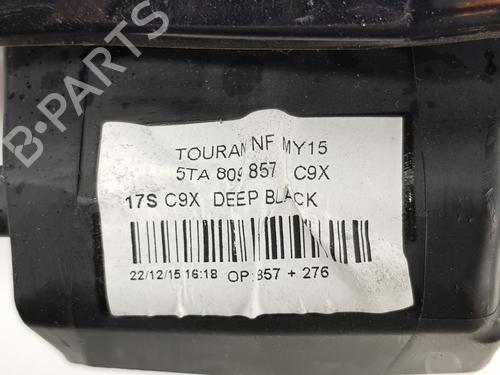 B-PARTS
TOURAN NF MY15
5TA 809 857 C9X
17S C9X DEEP BLACK
22/12/15 16:18 OP:857 + 276